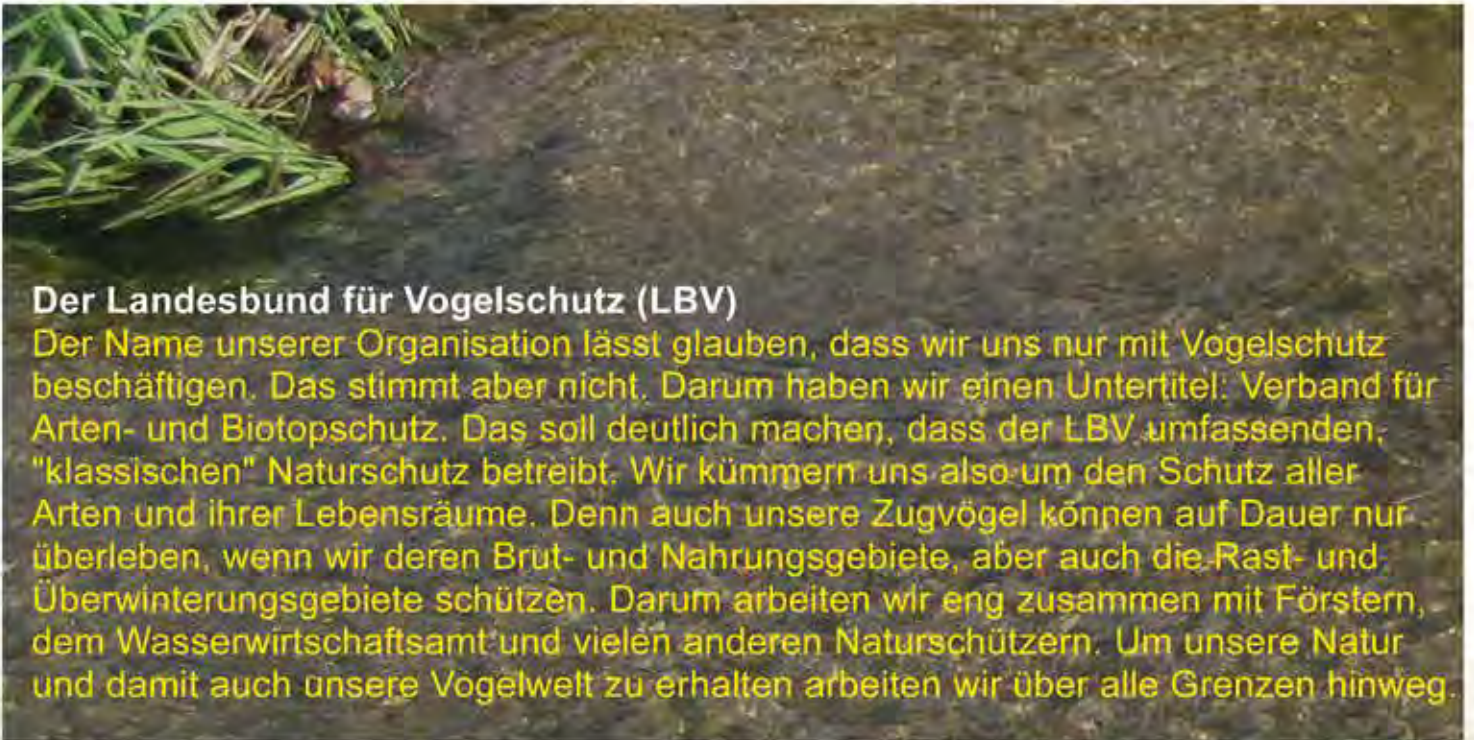 Der Landesbund für Vogelschutz (LBV)
Der Name unserer Organisation lässt glauben, dass wir uns nur mit Vogelschutz
beschäftigen. Das stimmt aber nicht. Darum haben wir einen Untertitel: Verband für
Arten- und Biotopschutz. Das soll deutlich machen, dass der LBV umfassenden,
"klassischen" Naturschutz betreibt. Wir kümmern uns also um den Schutz aller
Arten und ihrer Lebensräume. Denn auch unsere Zugvögel können auf Dauer nur
überleben, wenn wir deren Brut- und Nahrungsgebiete, aber auch die Rast- und
Überwinterungsgebiete schützen. Darum arbeiten wir eng zusammen mit Förstern,
dem Wasserwirtschaftsamt und vielen anderen Naturschützern. Um unsere Natur
und damit auch unsere Vogelwelt zu erhalten arbeiten wir über alle Grenzen hinweg.